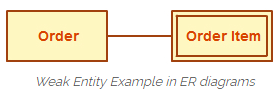 Order
Order Item
Weak Entity Example in ER diagrams